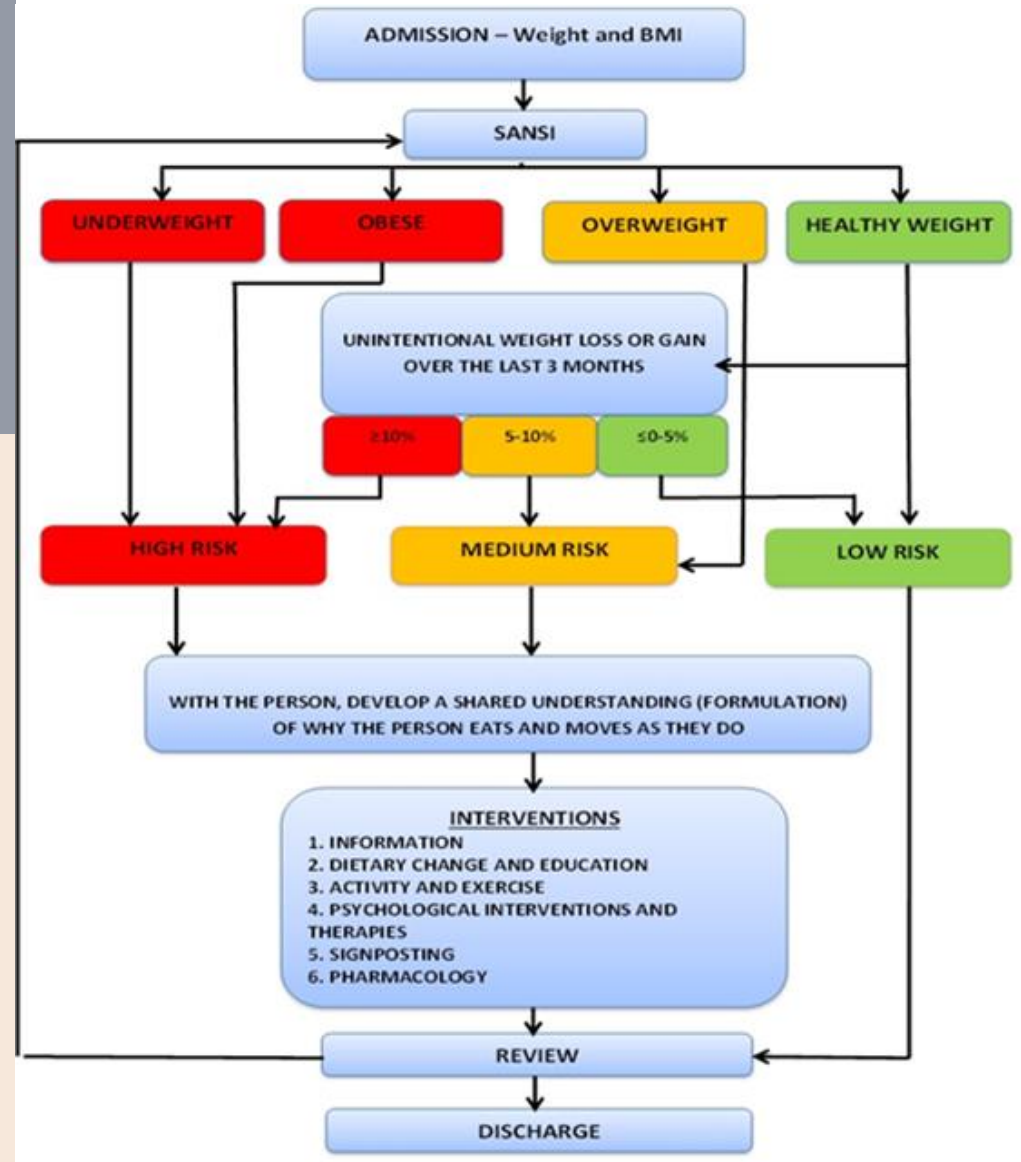 ADMISSION – Weight and BMI
SANSI
UNDERWEIGHT
OBESE
OVERWEIGHT
HEALTHY WEIGHT
UNINTENTIONAL WEIGHT LOSS OR GAIN
OVER THE LAST 3 MONTHS
≥10%
5-10%
≤0-5%
HIGH RISK
MEDIUM RISK
LOW RISK
WITH THE PERSON, DEVELOP A SHARED UNDERSTANDING (FORMULATION)
OF WHY THE PERSON EATS AND MOVES AS THEY DO
INTERVENTIONS
1. INFORMATION
2. DIETARY CHANGE AND EDUCATION
3. ACTIVITY AND EXERCISE
4. PSYCHOLOGICAL INTERVENTIONS AND
THERAPIES
5. SIGNPOSTING
6. PHARMACOLOGY
REVIEW
DISCHARGE